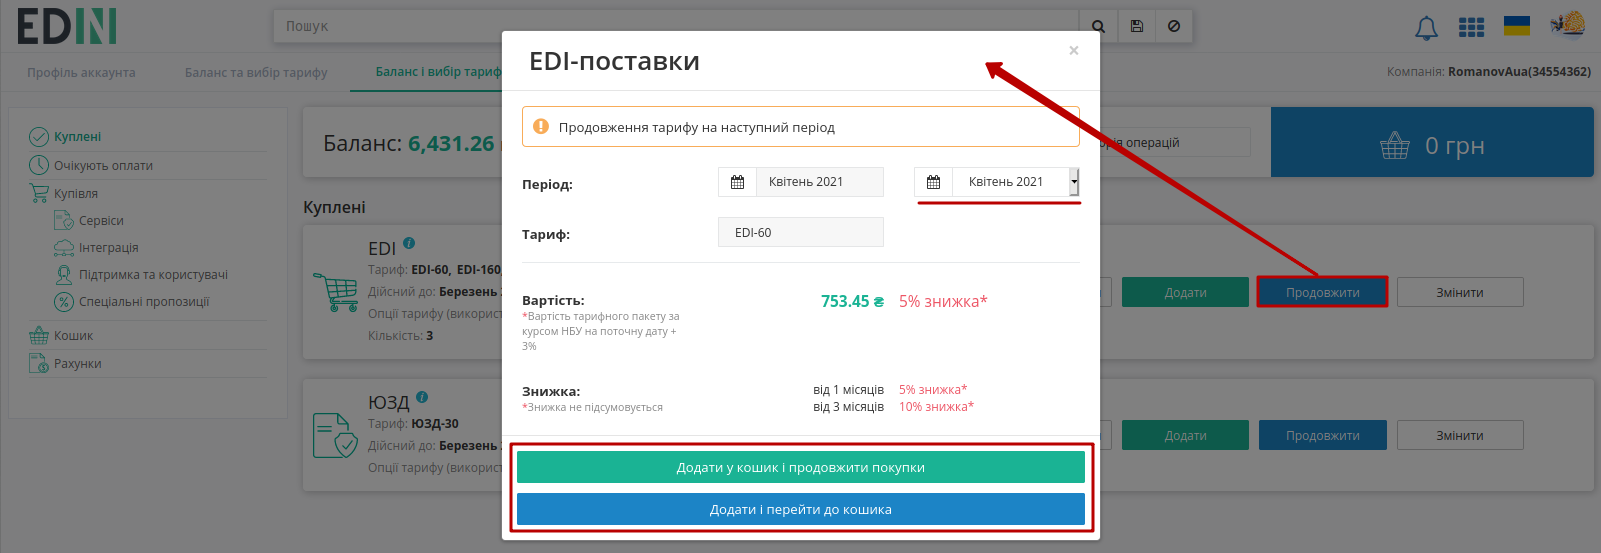 EDIN
Пошук
Профіль аккаунта
Баланс та вибір тарифу
Баланс і вибір тариф
Компанія: RomanovAua(34554362)
Куплені
Очікують оплати
Купівля
Сервіси
Інтеграція
Підтримка та користувачі
Спеціальні пропозиції
Кошик
Рахунки
Баланс: 6,431.26
орія операцій
0 грн
Куплені
EDI
Тариф: EDI-60, EDI-160,
Дійсний до: Березень
Опції тарифу (викорис
Кількість: 3
Додати
Продовжити
Змінити
ЮЗД
Тариф: ЮЗД-30
Дійсний до: Березень
Опції тарифу (викорис
Додати
Продовжити
Змінити
EDI-поставки
×
Продовження тарифу на наступний період
Період:
Квітень 2021
Квітень 2021
Тариф:
EDI-60
Вартість:
753.45 ₴
5% знижка*
*Вартість тарифного пакету за
курсом НБУ на поточну дату +
3%
Знижка:
*Знижка не підсумовується
від 1 місяців 5% знижка*
від 3 місяців 10% знижка*
Додати у кошик і продовжити покупки
Додати і перейти до кошика